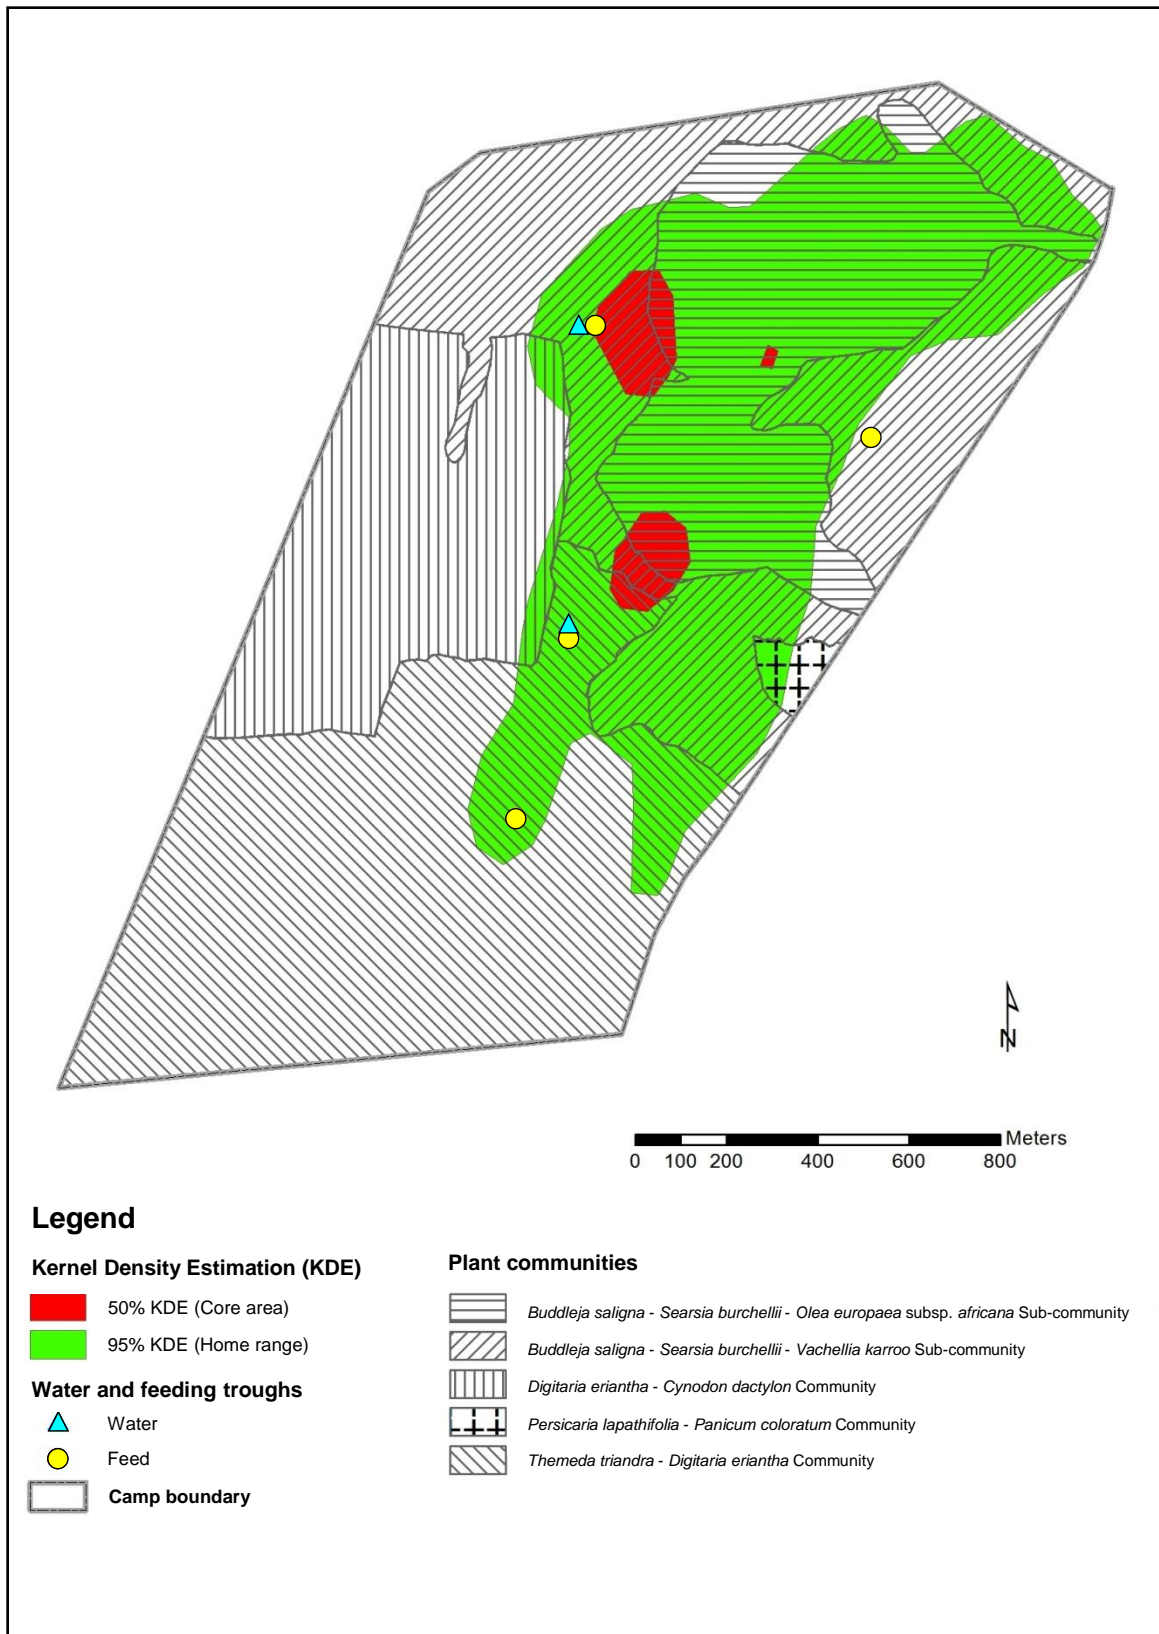 N
Meters
0 100 200 400 600 800
Legend
Kernel Density Estimation (KDE)
50% KDE (Core area)
95% KDE (Home range)
Water and feeding troughs
Water
Feed
Camp boundary
Plant communities
Buddleja saligna - Searsia burchellii - Olea europaea subsp. africana Sub-community
Buddleja saligna - Searsia burchellii - Vachellia karroo Sub-community
Digitaria eriantha - Cynodon dactylon Community
Persicaria lapathifolia - Panicum coloratum Community
Themeda triandra - Digitaria eriantha Community